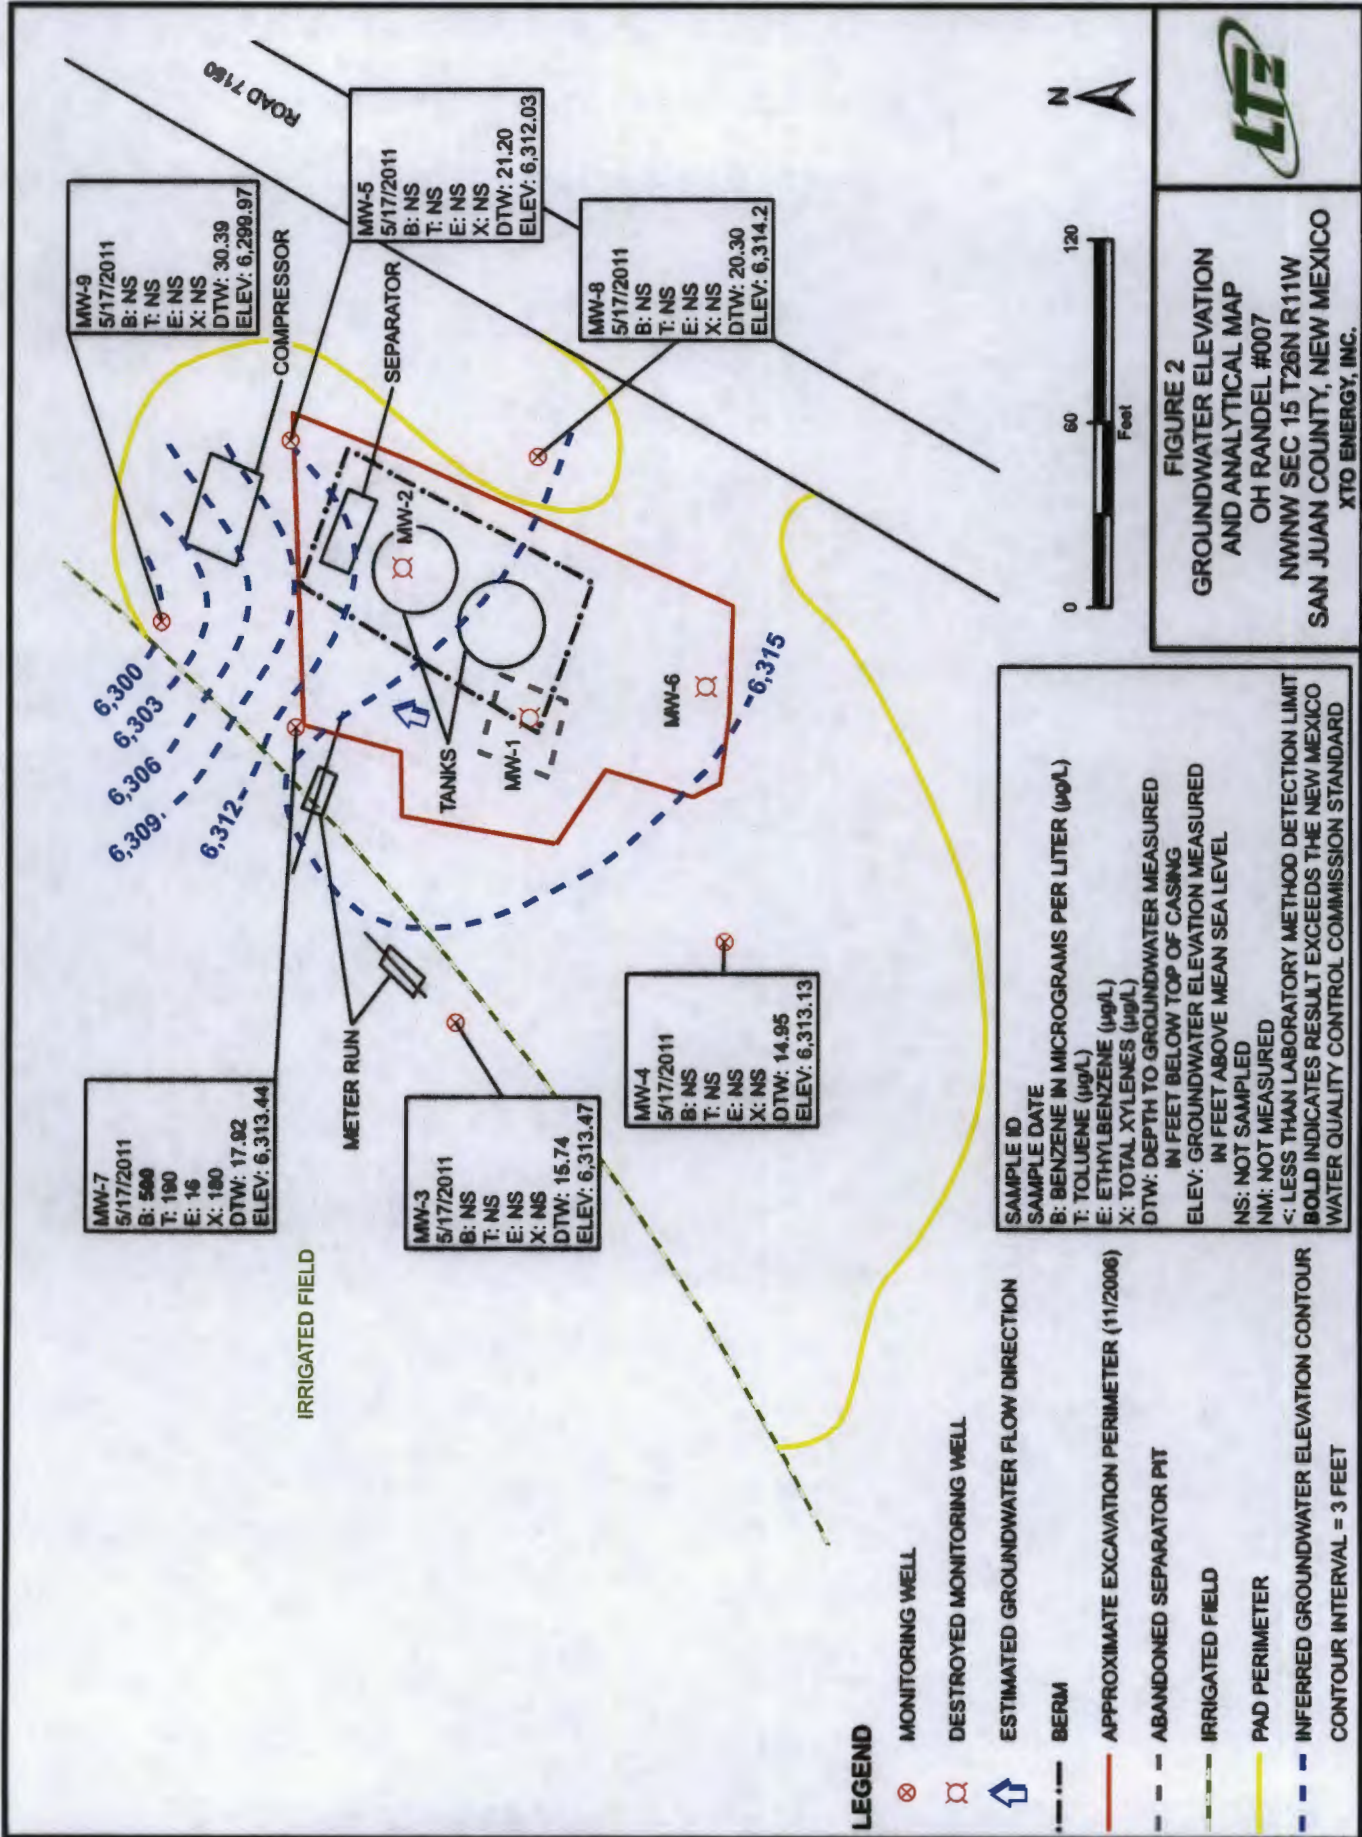 ROAD 7150
MW-9
5/17/2011
B: NS
T: NS
E: NS
X: NS
DTW: 30.39
ELEV: 6,299.97
COMPRESSOR
MW-5
5/17/2011
B: NS
T: NS
E: NS
X: NS
DTW: 21.20
ELEV: 6,312.03
SEPARATOR
MW-8
5/17/2011
B: NS
T: NS
E: NS
X: NS
DTW: 20.30
ELEV: 6,314.2
MW-2
6,300
6,303
6,306
6,309
6,312
6,315
TANKS
MW-1
MW-6
MW-7
5/17/2011
T: 190
E: 16
X: 180
DTW: 17.92
ELEV: 6,313.44
METER RUN
MW-3
5/17/2011
B: NS
T: NS
E: NS
X: NS
DTW: 15.74
ELEV: 6,313.47
MW-4
5/17/2011
B: NS
T: NS
E: NS
X: NS
DTW: 14.95
ELEV: 6,313.13
IRRIGATED FIELD
N
0 60 120
Feet
LEGEND
MONITORING WELL
DESTROYED MONITORING WELL
ESTIMATED GROUNDWATER FLOW DIRECTION
BERM
APPROXIMATE EXCAVATION PERIMETER (11/2006)
ABANDONED SEPARATOR PIT
IRRIGATED FIELD
PAD PERIMETER
INFERRED GROUNDWATER ELEVATION CONTOUR
CONTOUR INTERVAL = 3 FEET
SAMPLE ID
SAMPLE DATE
B: BENZENE IN MICROGRAMS PER LITER (µg/L)
T: TOLUENE (µg/L)
E: ETHYLBENZENE (µg/L)
X: TOTAL XYLENES (µg/L)
DTW: DEPTH TO GROUNDWATER MEASURED
IN FEET BELOW TOP OF CASING
ELEV: GROUNDWATER ELEVATION MEASURED
IN FEET ABOVE MEAN SEA LEVEL
NS: NOT SAMPLED
NM: NOT MEASURED
<: LESS THAN LABORATORY METHOD DETECTION LIMIT
BOLD INDICATES RESULT EXCEEDS THE NEW MEXICO
WATER QUALITY CONTROL COMMISSION STANDARD
FIGURE 2
GROUNDWATER ELEVATION
AND ANALYTICAL MAP
OH RANDEL #007
NWNW SEC 15 T26N R11W
SAN JUAN COUNTY, NEW MEXICO
XTO ENERGY, INC.
LTE